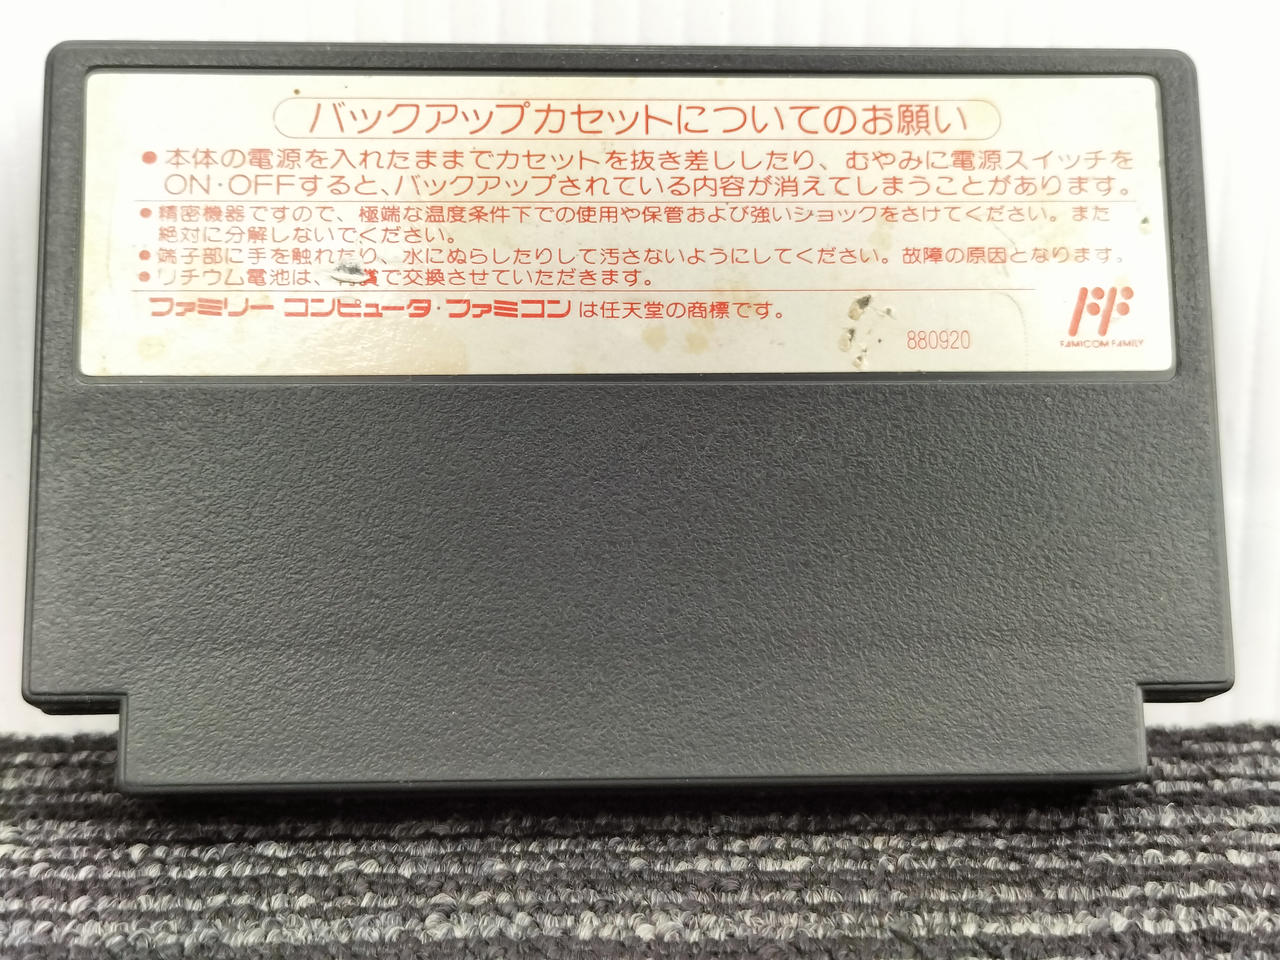 バックアップカセットについてのお願い
●本体の電源を入れたままでカセットを抜き差ししたり、むやみに電源スイッチを
ON・OFFすると、バックアップされている内容が消えてしまうことがあります。
●精密機器ですので、極端な温度条件下での使用や保管および強いショックをさけてください。また
絶対に分解しないでください。
●端子部に手を触れたり、水にぬらしたりして汚さないようにしてください。故障の原因となります。
●リチウム電池は、で交換させていただきます。
ファミリー コンピュータ・ファミコンは任天堂の商標です。
880920
FF
FAMICOM FAMILY